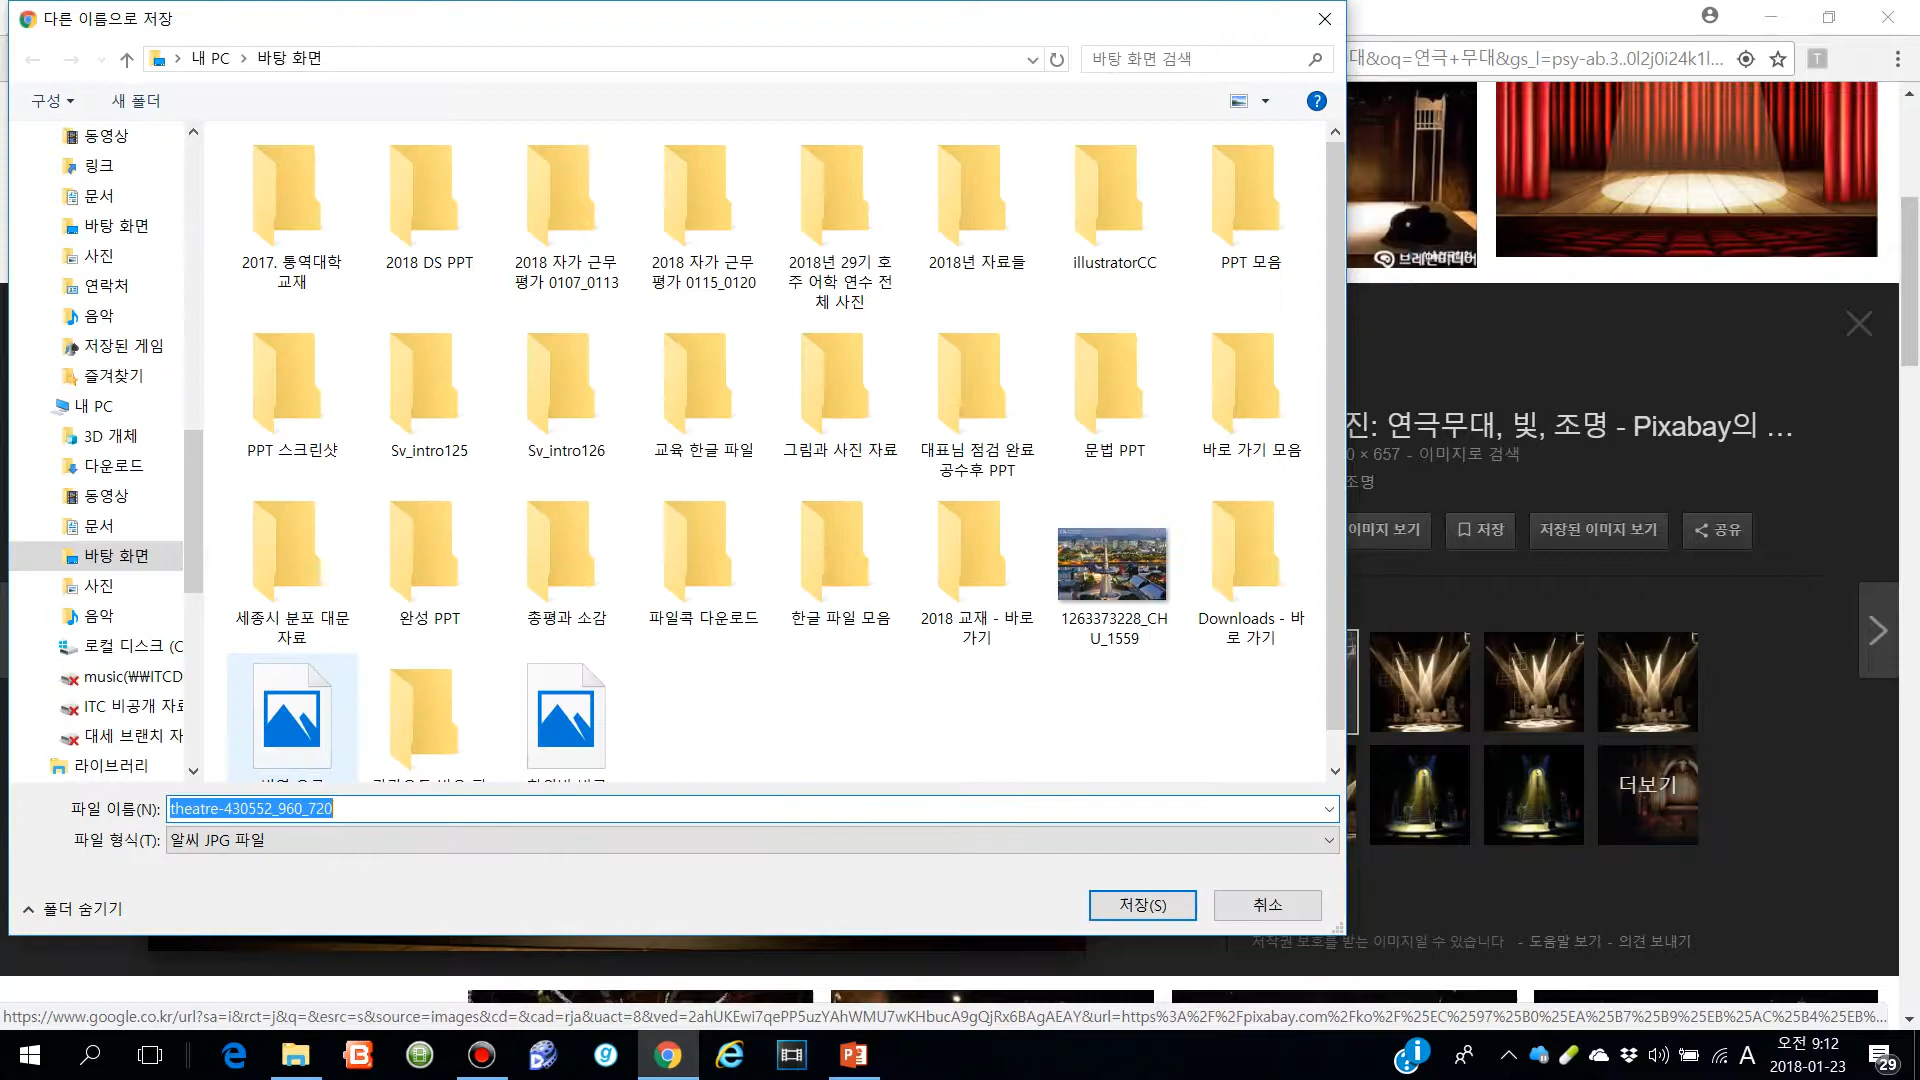 다른 이름으로 저장
내 PC
바탕 화면
바탕 화면 검색
대&oq=연극+무대&gs_l=psy-ab.3..0l2j0i24k1l...
구성
새 폴더
동영상
링크
문서
바탕 화면
사진
연락처
음악
저장된 게임
즐겨찾기
내 PC
3D 개체
다운로드
동영상
문서
바탕 화면
사진
음악
로컬 디스크 (C
music(₩₩ITCD
ITC 비공개 자료
대세 브랜치 자
라이브러리
2017. 통역대학
교재
2018 DS PPT
2018 자가 근무
평가 0107_0113
2018 자가 근무
평가 0115_0120
2018년 29기 호
주 어학 연수 전
체 사진
2018년 자료들
illustratorCC
PPT 모음
PPT 스크린샷
Sv_intro125
Sv_intro126
교육 한글 파일
그림과 사진 자료
대표님 점검 완료
공수후 PPT
문법 PPT
바로 가기 모음
세종시 분포 대문
자료
완성 PPT
총평과 소감
파일콕 다운로드
한글 파일 모음
2018 교재 - 바로
가기
1263373228_CH
U_1559
Downloads - 바
로 가기
파일 이름(N):
theatre-430552_960_720
파일 형식(T):
알씨 JPG 파일
폴더 숨기기
저장(S)
취소
브레인미디어
진: 연극무대, 빛, 조명 - Pixabay의 ...
0 × 657 - 이미지로 검색
조명
이미지 보기
저장
저장된 이미지 보기
공유
더보기
저작권 보호를 받는 이미지일 수 있습니다 - 도움말 보기 - 의견 보내기
https://www.google.co.kr/url?sa=i&rct=j&q=&esrc=s&source=images&cd=&cad=rja&uact=8&ved=2ahUKEwi7qePP5uzYAhWMU7wKHbucA9gQjRx6BAgAEAY&url=https%3A%2F%2Fpixabay.com%2Fko%2F%25EC%2597%25B0%25EA%25B7%25B9%25EB%25AC%25B4%25EB%...
A
오전 9:12
2018-01-23
29